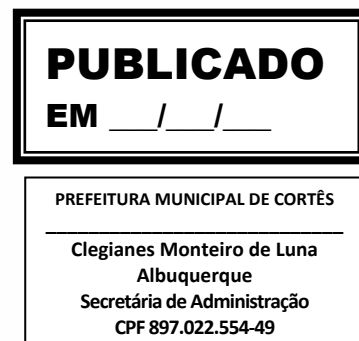 PUBLICADO
EM ___/___/___
PREFEITURA MUNICIPAL DE CORTÊS
______________________________
Clegianes Monteiro de Luna
Albuquerque
Secretária de Administração
CPF 897.022.554-49